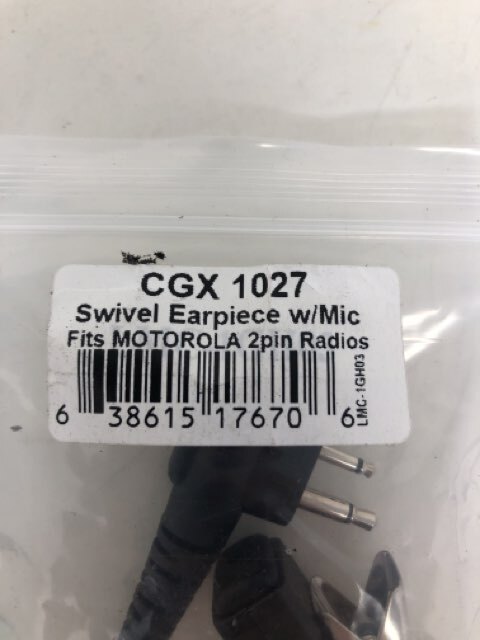 CGX 1027
Swivel Earpiece w/Mic
Fits MOTOROLA 2pin Radios
6 38615 17670 6
LMC-1GH03